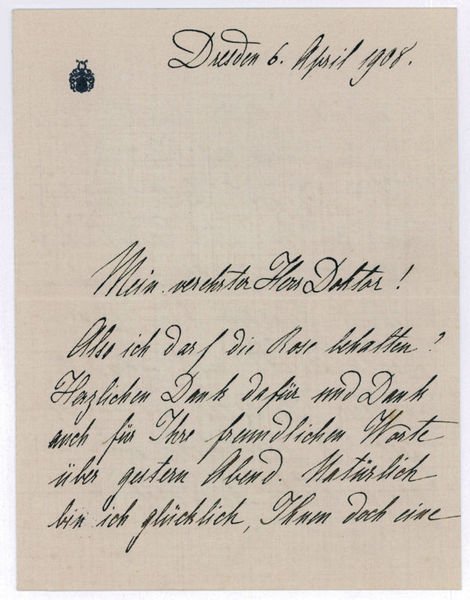 Dresden 6. April 1908.
Mein verehrter Herr Doktor!
Also ich darf die Rose behalten?
Herzlichen Dank dafür und Dank
auch für Ihre freundlichen Worte
über gestern Abend. Natürlich
bin ich glücklich, Ihnen doch eine